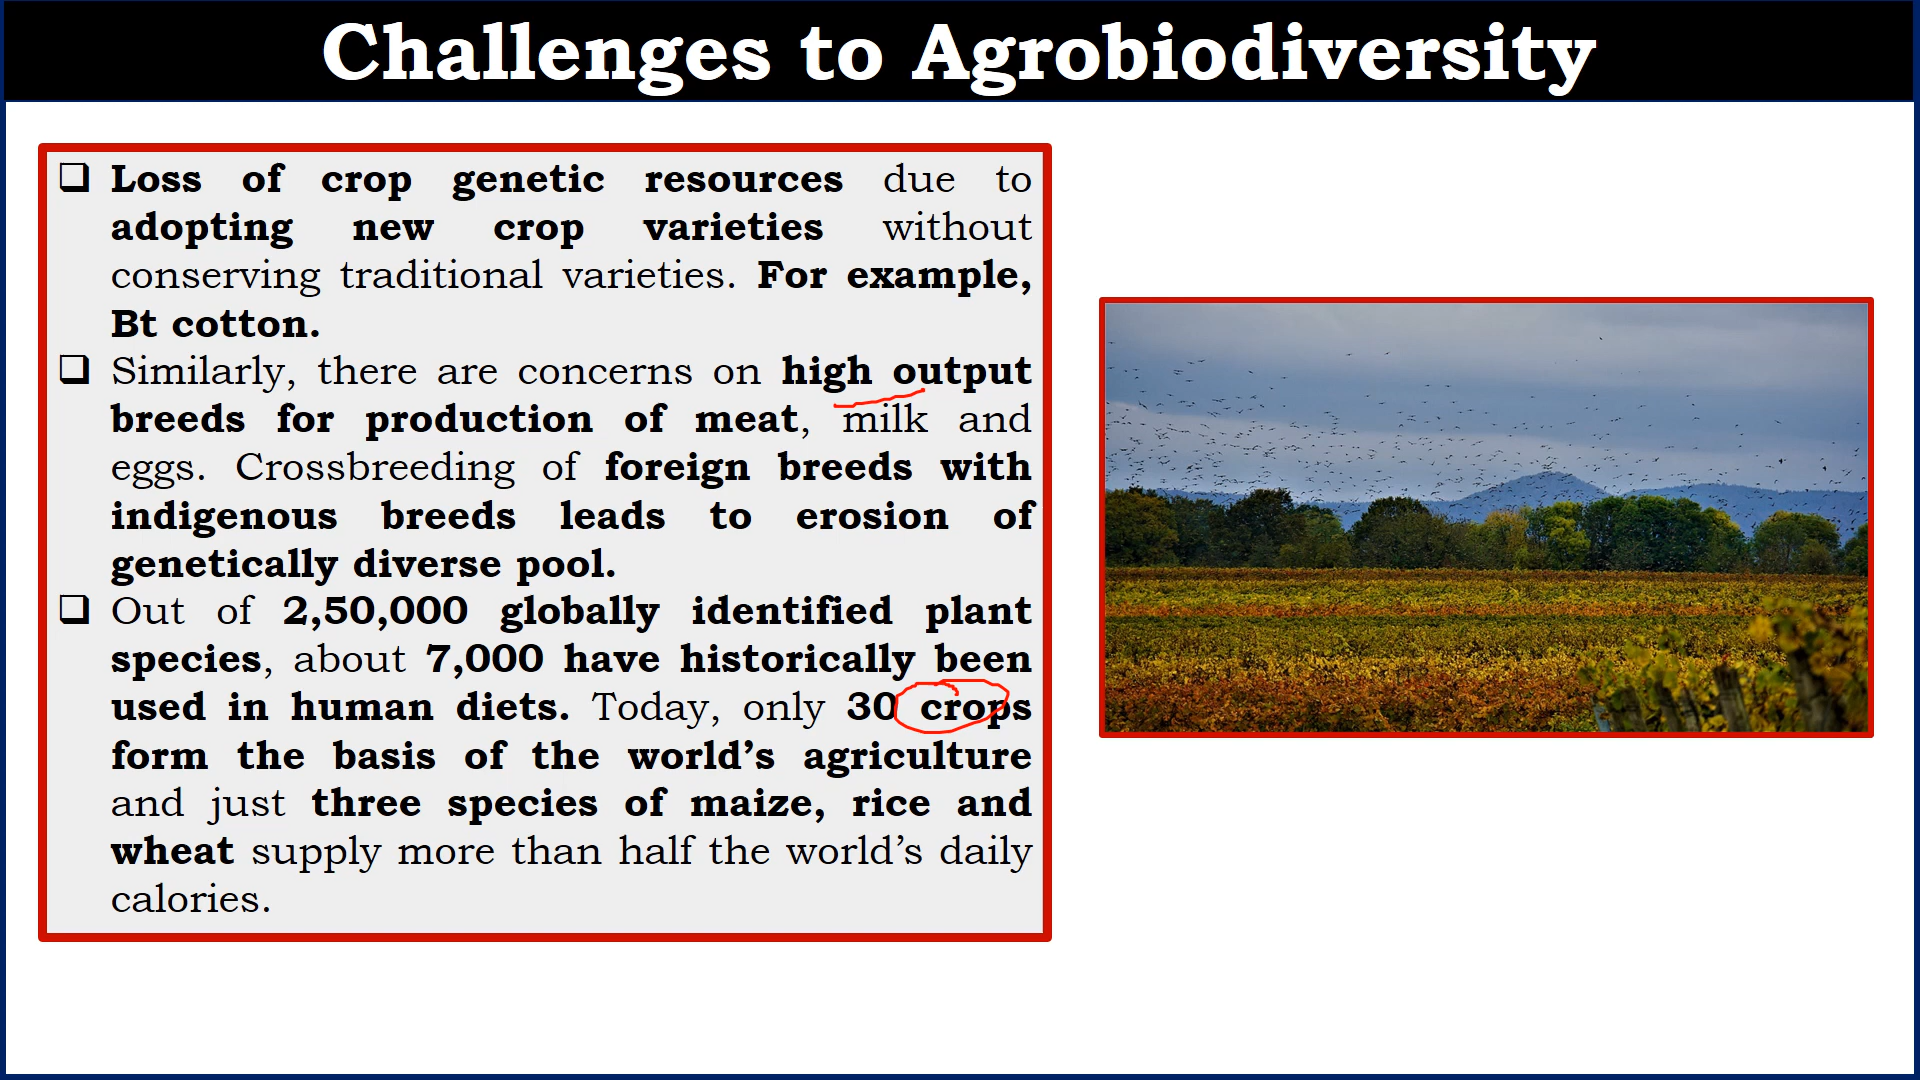 Challenges to Agrobiodiversity
❑ Loss of crop genetic resources due to
adopting new crop varieties without
conserving traditional varieties. For example,
Bt cotton.
❑ Similarly, there are concerns on high output
breeds for production of meat, milk and
eggs. Crossbreeding of foreign breeds with
indigenous breeds leads to erosion of
genetically diverse pool.
❑ Out of 2,50,000 globally identified plant
species, about 7,000 have historically been
used in human diets. Today, only 30 crops
form the basis of the world’s agriculture
and just three species of maize, rice and
wheat supply more than half the world’s daily
calories.